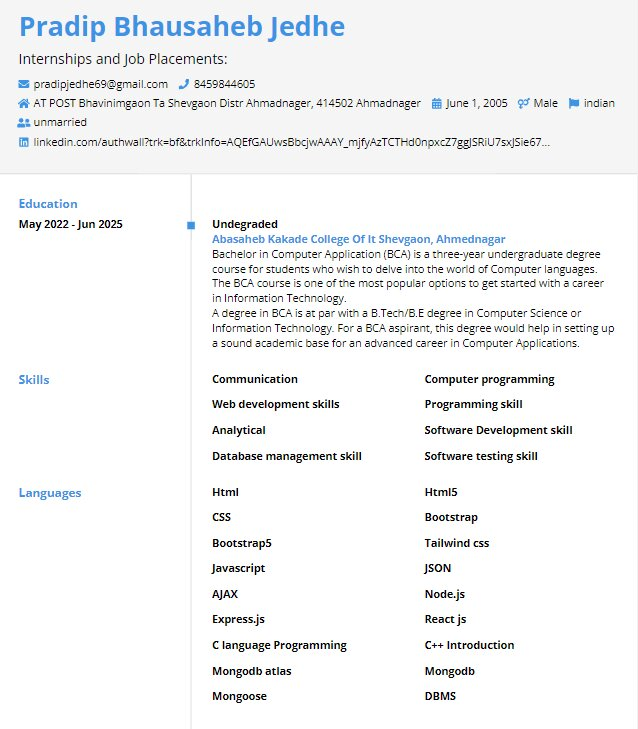 Pradip Bhausaheb Jedhe
Internships and Job Placements:
pradipjedhe69@gmail.com 8459844605
AT POST Bhavinimgaon Ta Shevgaon Distr Ahmadnager, 414502 Ahmadnager June 1, 2005 Male indian
unmarried
linkedin.com/authwall?trk=bf&trkInfo=AQEfGAUwsBbcjwAAAY_mjfyAzTCTHd0npxcZ7ggJSRiU7sxJSie67...
Education
May 2022 - Jun 2025 Undegraded
Abasaheb Kakade College Of It Shevgaon, Ahmednagar
Bachelor in Computer Application (BCA) is a three-year undergraduate degree
course for students who wish to delve into the world of Computer languages.
The BCA course is one of the most popular options to get started with a career
in Information Technology.
A degree in BCA is at par with a B.Tech/B.E degree in Computer Science or
Information Technology. For a BCA aspirant, this degree would help in setting up
a sound academic base for an advanced career in Computer Applications.
Skills Communication Computer programming
Web development skills Programming skill
Analytical Software Development skill
Database management skill Software testing skill
Languages Html Html5
CSS Bootstrap
Bootstrap5 Tailwind css
Javascript JSON
AJAX Node.js
Express.js React js
C language Programming C++ Introduction
Mongodb atlas Mongodb
Mongoose DBMS